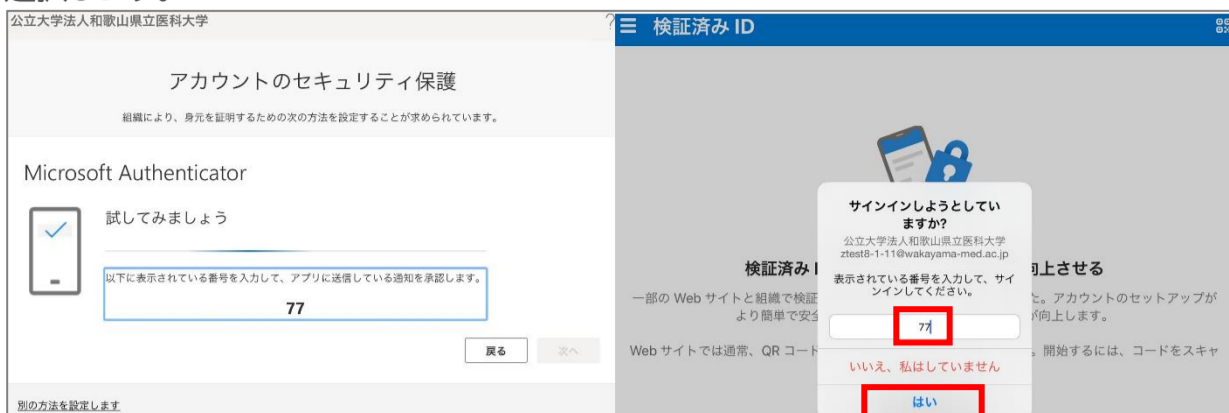 公立大学法人和歌山県立医科大学
?
アカウントのセキュリティ保護
組織により、身元を証明するための次の方法を設定することが求められています。
Microsoft Authenticator
試してみましょう
以下に表示されている番号を入力して、アプリに送信している通知を承認します。
77
戻る
次へ
別の方法を設定します
検証済み ID
サインインしようとしてい
ますか?
公立大学法人和歌山県立医科大学
ztest8-1-11@wakayama-med.ac.jp
表示されている番号を入力して、サイ
ンインしてください。
77
いいえ、私はしていません
はい
検証済み
向上させる
一部の Web サイトと組織で検証
た。アカウントのセットアップが
より簡単で安全
が向上します。
Web サイトでは通常、QR コード
。開始するには、コードをスキャ